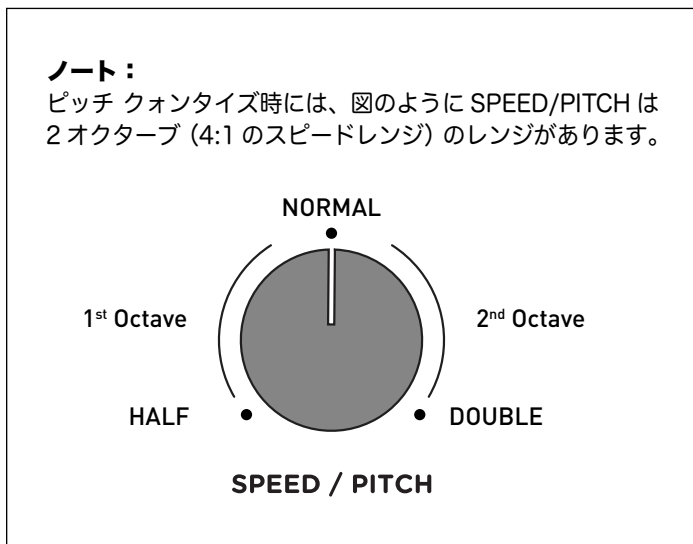 ノート：
ピッチ クォンタイズ時には、図のように SPEED/PITCH は
2 オクターブ（4:1 のスピードレンジ）のレンジがあります。
NORMAL
1st Octave
2nd Octave
HALF
DOUBLE
SPEED / PITCH